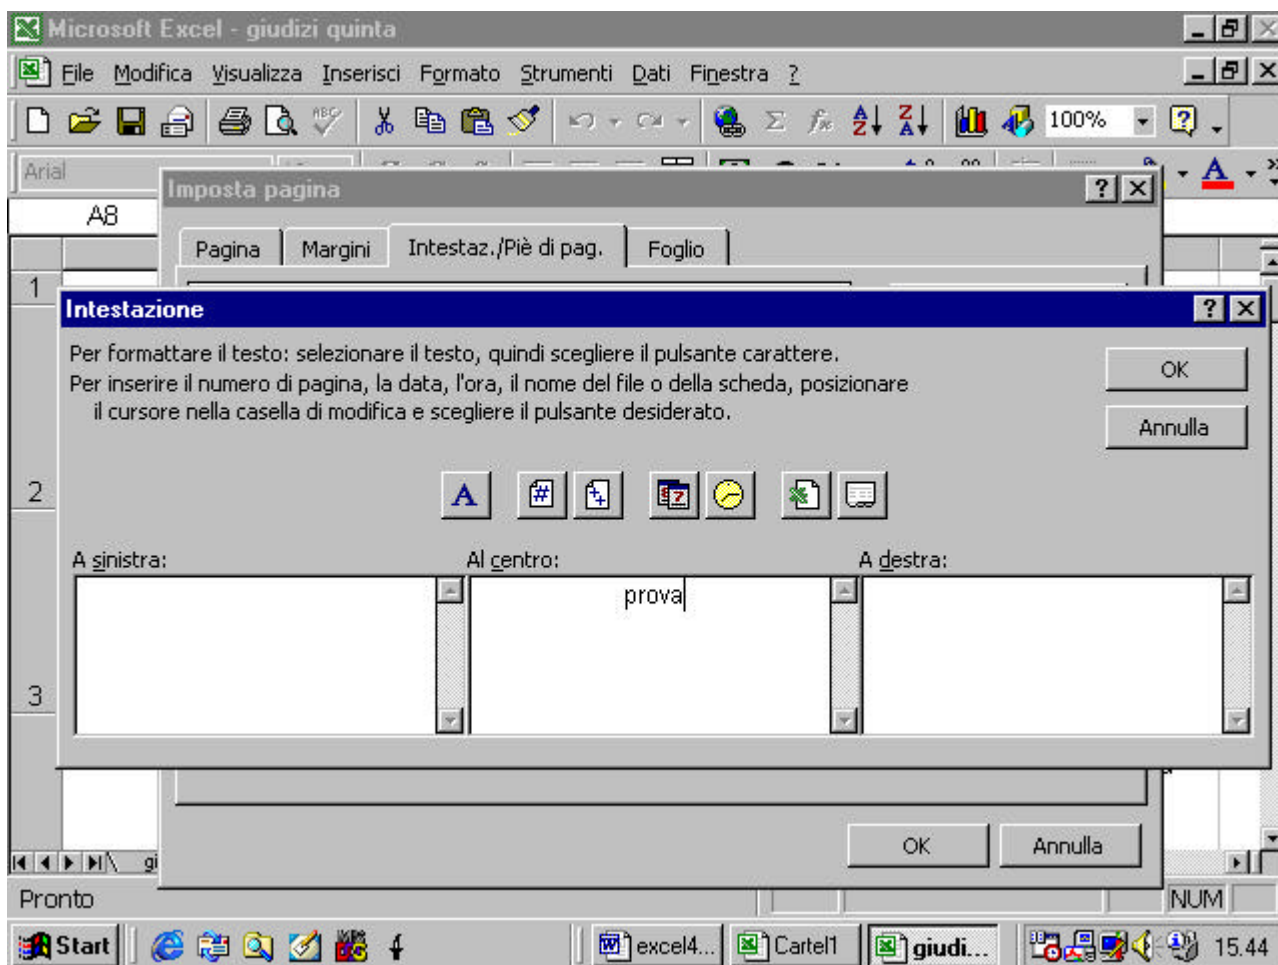 Microsoft Excel - giudizi quinta
File Modifica Visualizza Inserisci Formato Strumenti Dati Finestra ?
100%
Arial
Imposta pagina
A8
Pagina Margini Intestaz./Piè di pag. Foglio
1
Intestazione
Per formattare il testo: selezionare il testo, quindi scegliere il pulsante carattere.
OK
Per inserire il numero di pagina, la data, l'ora, il nome del file o della scheda, posizionare
il cursore nella casella di modifica e scegliere il pulsante desiderato.
Annulla
2
A sinistra: Al centro: A destra:
prova
3
OK Annulla
gi
Pronto
NUM
Start excel4... Cartel1 giudi... 15.44